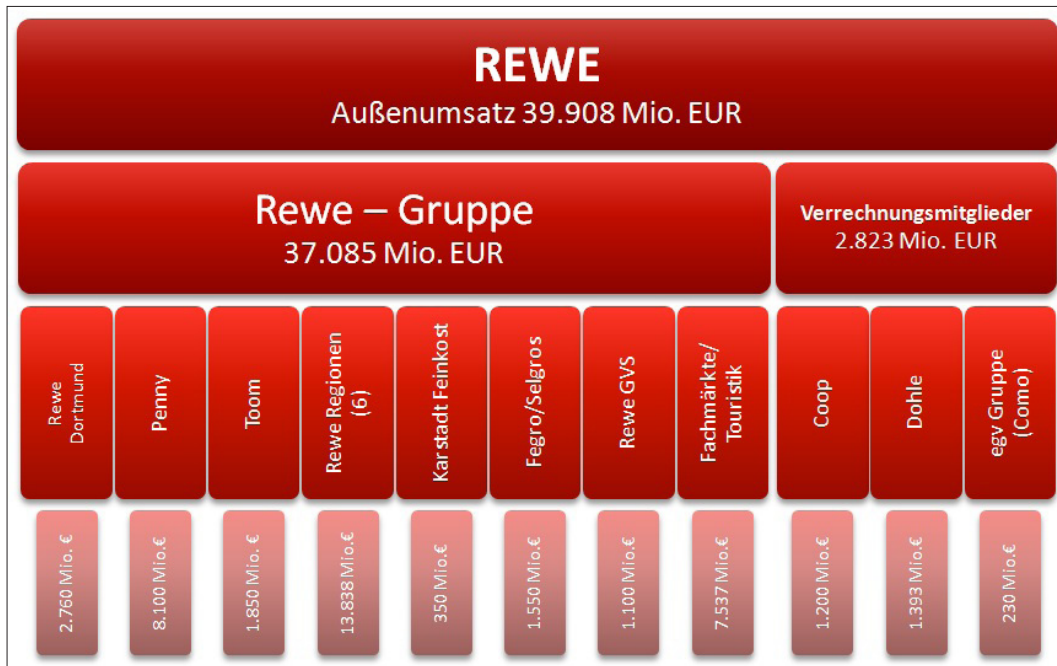 REWE
Außenumsatz 39.908 Mio. EUR
Rewe – Gruppe
37.085 Mio. EUR
Verrechnungsmitglieder
2.823 Mio. EUR
Rewe
Dortmund
Penny
Toom
Rewe Regionen
(6)
Karstadt Feinkost
Fegro/Selgros
Rewe GVS
Fachmärkte/
Touristik
Coop
Dohle
egv Gruppe
(Como)
2.760 Mio. €
8.100 Mio.€
1.850 Mio. €
13.838 Mio.€
350 Mio.€
1.550 Mio.€
1.100 Mio.€
7.537 Mio.€
1.200 Mio.€
1.393 Mio.€
230 Mio.€